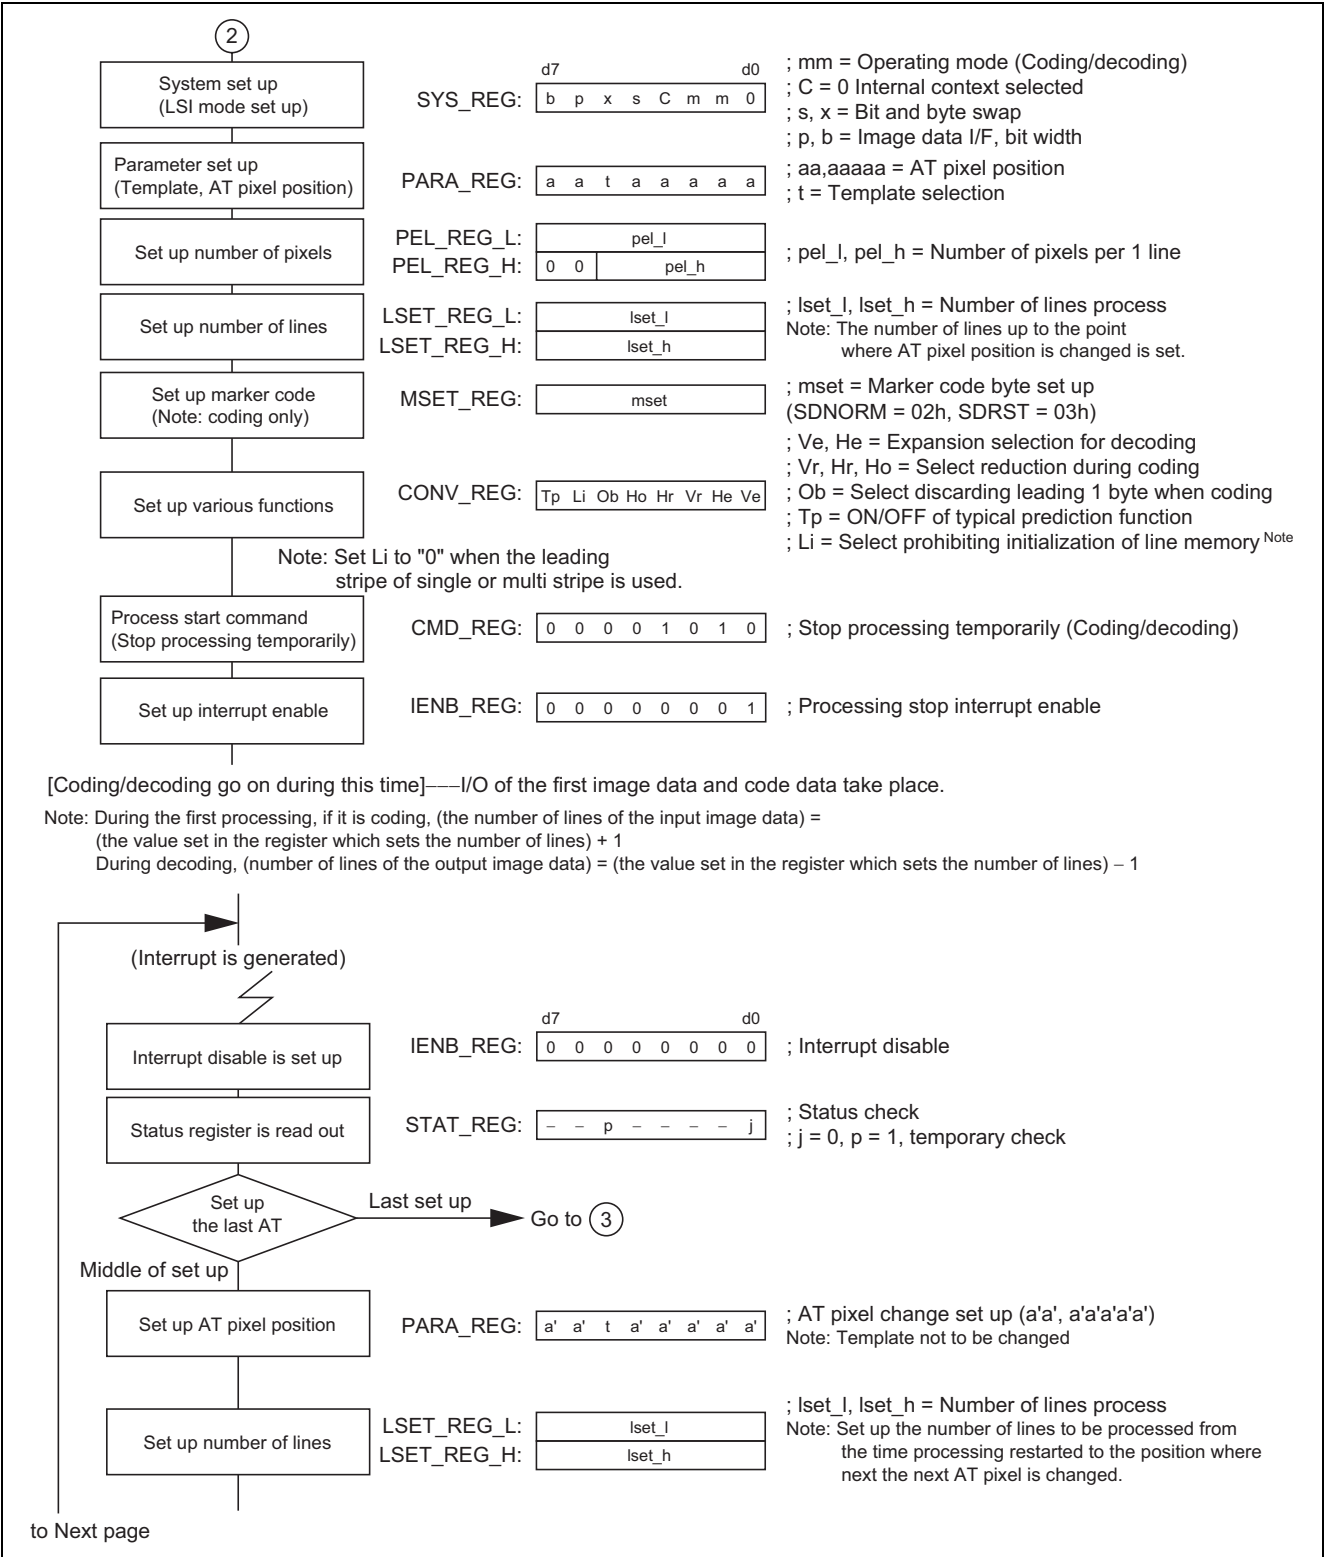 2
System set up
(LSI mode set up)
d7 d0
SYS_REG: b p x s C m m 0
; mm = Operating mode (Coding/decoding)
; C = 0 Internal context selected
; s, x = Bit and byte swap
; p, b = Image data I/F, bit width
Parameter set up
(Template, AT pixel position)
PARA_REG: a a t a a a a a
; aa,aaaaa = AT pixel position
; t = Template selection
Set up number of pixels
PEL_REG_L: pel_l
PEL_REG_H: 0 0 pel_h
; pel_l, pel_h = Number of pixels per 1 line
Set up number of lines
LSET_REG_L: lset_l
LSET_REG_H: lset_h
; lset_l, lset_h = Number of lines process
Note: The number of lines up to the point
where AT pixel position is changed is set.
Set up marker code
(Note: coding only)
MSET_REG: mset
; mset = Marker code byte set up
(SDNORM = 02h, SDRST = 03h)
Set up various functions
CONV_REG: Tp Li Ob Ho Hr Vr He Ve
; Ve, He = Expansion selection for decoding
; Vr, Hr, Ho = Select reduction during coding
; Ob = Select discarding leading 1 byte when coding
; Tp = ON/OFF of typical prediction function
; Li = Select prohibiting initialization of line memory Note
Note: Set Li to "0" when the leading
stripe of single or multi stripe is used.
Process start command
(Stop processing temporarily)
CMD_REG: 0 0 0 0 1 0 1 0 ; Stop processing temporarily (Coding/decoding)
Set up interrupt enable
IENB_REG: 0 0 0 0 0 0 0 1 ; Processing stop interrupt enable
[Coding/decoding go on during this time]−−−I/O of the first image data and code data take place.
Note: During the first processing, if it is coding, (the number of lines of the input image data) =
(the value set in the register which sets the number of lines) + 1
During decoding, (number of lines of the output image data) = (the value set in the register which sets the number of lines) − 1
(Interrupt is generated)
d7 d0
Interrupt disable is set up
IENB_REG: 0 0 0 0 0 0 0 0 ; Interrupt disable
Status register is read out
STAT_REG: − − p − − − − j
; Status check
; j = 0, p = 1, temporary check
Set up
the last AT
Last set up
Go to 3
Middle of set up
Set up AT pixel position
PARA_REG: a' a' t a' a' a' a' a'
; AT pixel change set up (a'a', a'a'a'a'a')
Note: Template not to be changed
Set up number of lines
LSET_REG_L: lset_l
LSET_REG_H: lset_h
; lset_l, lset_h = Number of lines process
Note: Set up the number of lines to be processed from
the time processing restarted to the position where
next the next AT pixel is changed.
to Next page